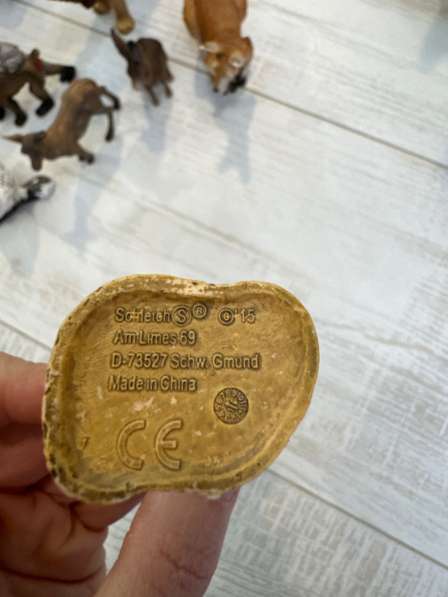 Schleich Ⓢ® ©'15
Am Limes 69
D-73527 Schw. Gmünd
Made in China
CE